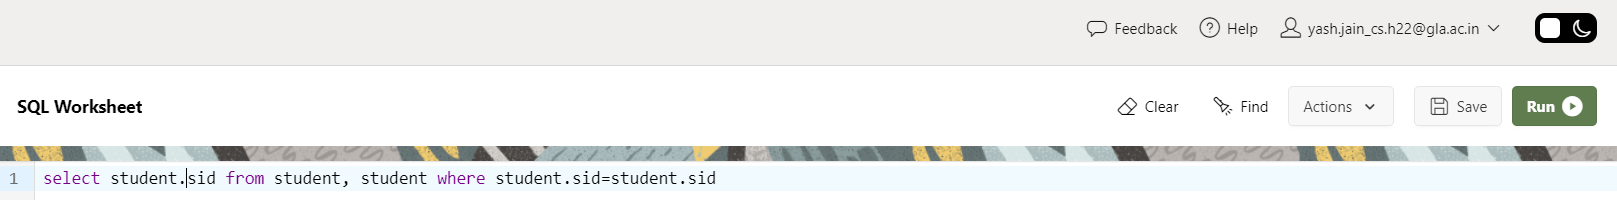 Feedback Help yash.jain_cs.h22@gla.ac.in
SQL Worksheet Clear Find Actions Save Run
1 select student.sid from student, student where student.sid=student.sid